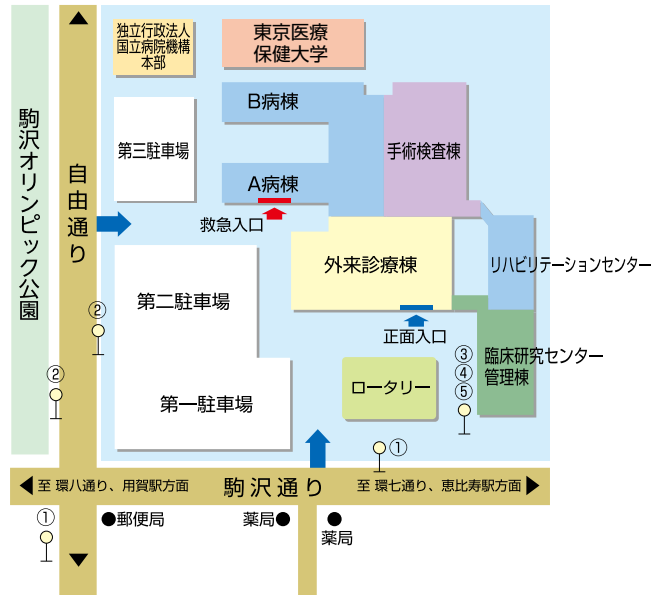 独立行政法人
国立病院機構
本部
東京医療
保健大学
B病棟
手術検査棟
第三駐車場
A病棟
救急入口
駒沢オリンピック公園
自由通り
外来診療棟
リハビリテーションセンター
第二駐車場
正面入口
②
②
③
④
⑤
臨床研究センター
管理棟
ロータリー
第一駐車場
①
至 環八通り、用賀駅方面
駒沢通り
至 環七通り、恵比寿駅方面
①
郵便局
薬局
薬局